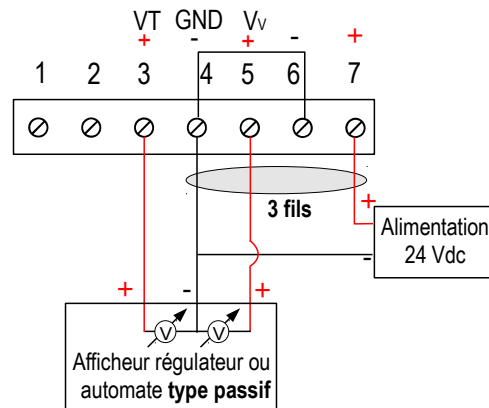 VT GND Vv
+ - + - +
1 2 3 4 5 6 7
3 fils
+
Alimentation
24 Vdc
-
+ - +
V V
Afficheur régulateur ou
automate type passif